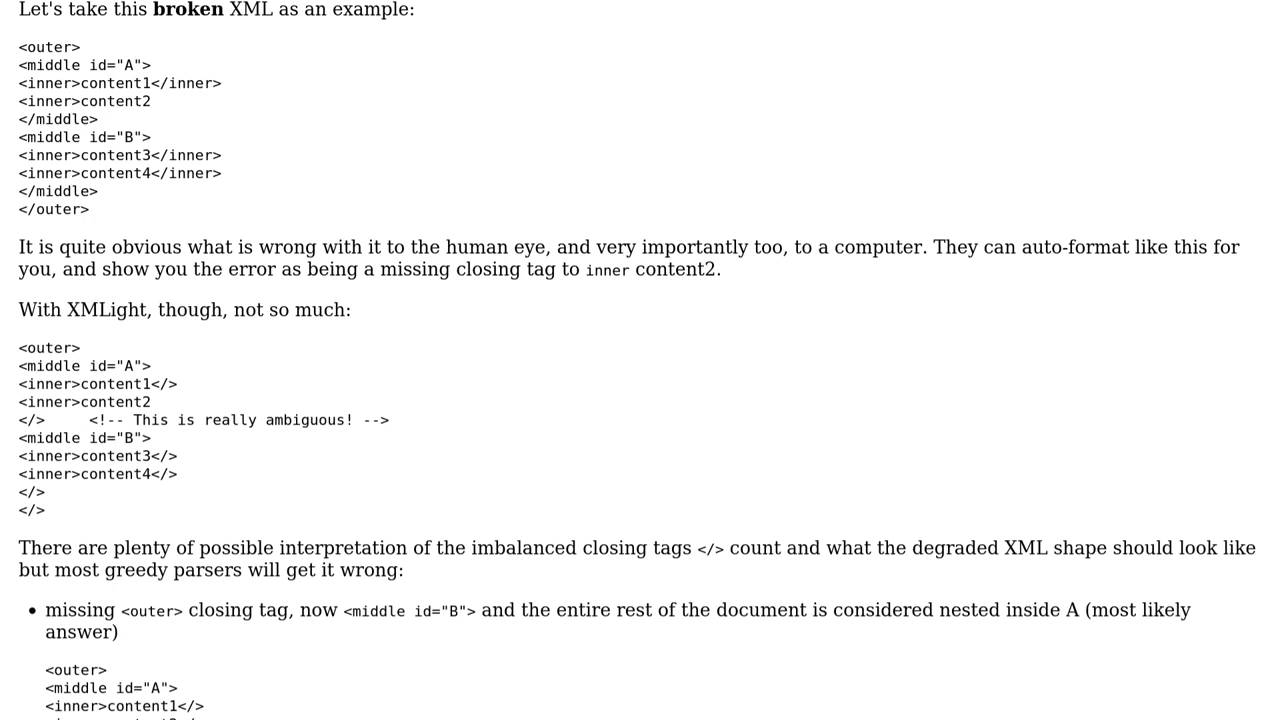 Let's take this broken XML as an example:
<outer>
<middle id="A">
<inner>content1</inner>
<inner>content2
</middle>
<middle id="B">
<inner>content3</inner>
<inner>content4</inner>
</middle>
</outer>
It is quite obvious what is wrong with it to the human eye, and very importantly too, to a computer. They can auto-format like this for
you, and show you the error as being a missing closing tag to inner content2.
With XMLight, though, not so much:
<outer>
<middle id="A">
<inner>content1</>
<inner>content2
</>     <!-- This is really ambiguous! -->
<middle id="B">
<inner>content3</>
<inner>content4</>
</>
</>
There are plenty of possible interpretation of the imbalanced closing tags </> count and what the degraded XML shape should look like
but most greedy parsers will get it wrong:
• missing <outer> closing tag, now <middle id="B"> and the entire rest of the document is considered nested inside A (most likely
answer)
<outer>
<middle id="A">
<inner>content1</>